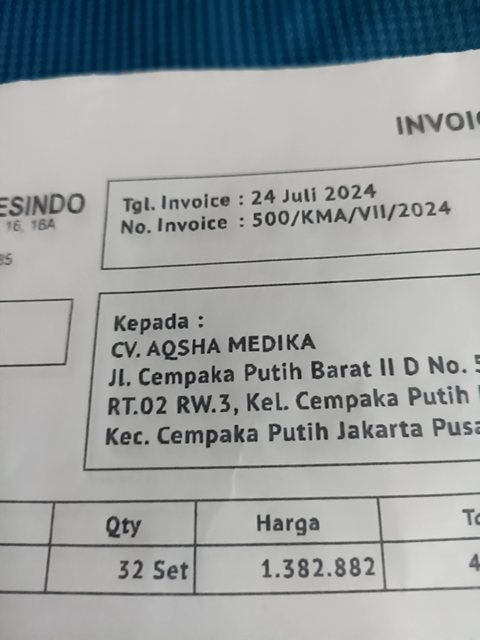 INVOI
ESINDO
16, 16A
35
Tgl. Invoice : 24 Juli 2024
No. Invoice : 500/KMA/VII/2024
Kepada :
CV. AQSHA MEDIKA
Jl. Cempaka Putih Barat II D No. 5
RT.02 RW.3, Kel. Cempaka Putih
Kec. Cempaka Putih Jakarta Pusa
Qty Harga To
32 Set 1.382.882 4